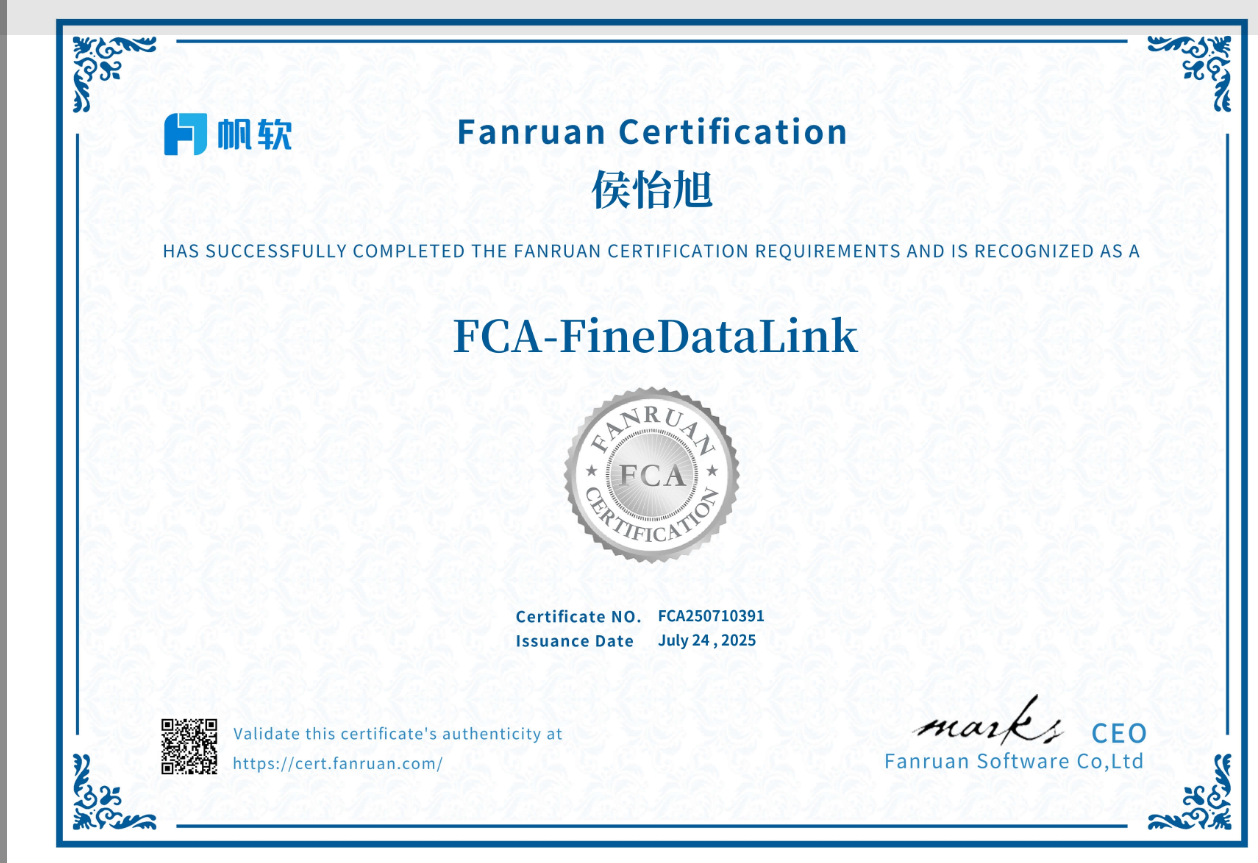 帆软
Fanruan Certification
侯怡旭
HAS SUCCESSFULLY COMPLETED THE FANRUAN CERTIFICATION REQUIREMENTS AND IS RECOGNIZED AS A
FCA-FineDataLink
FANRUAN
FCA
CERTIFICATION
Certificate NO. FCA250710391
Issuance Date July 24 , 2025
Validate this certificate's authenticity at
https://cert.fanruan.com/
marks CEO
Fanruan Software Co,Ltd